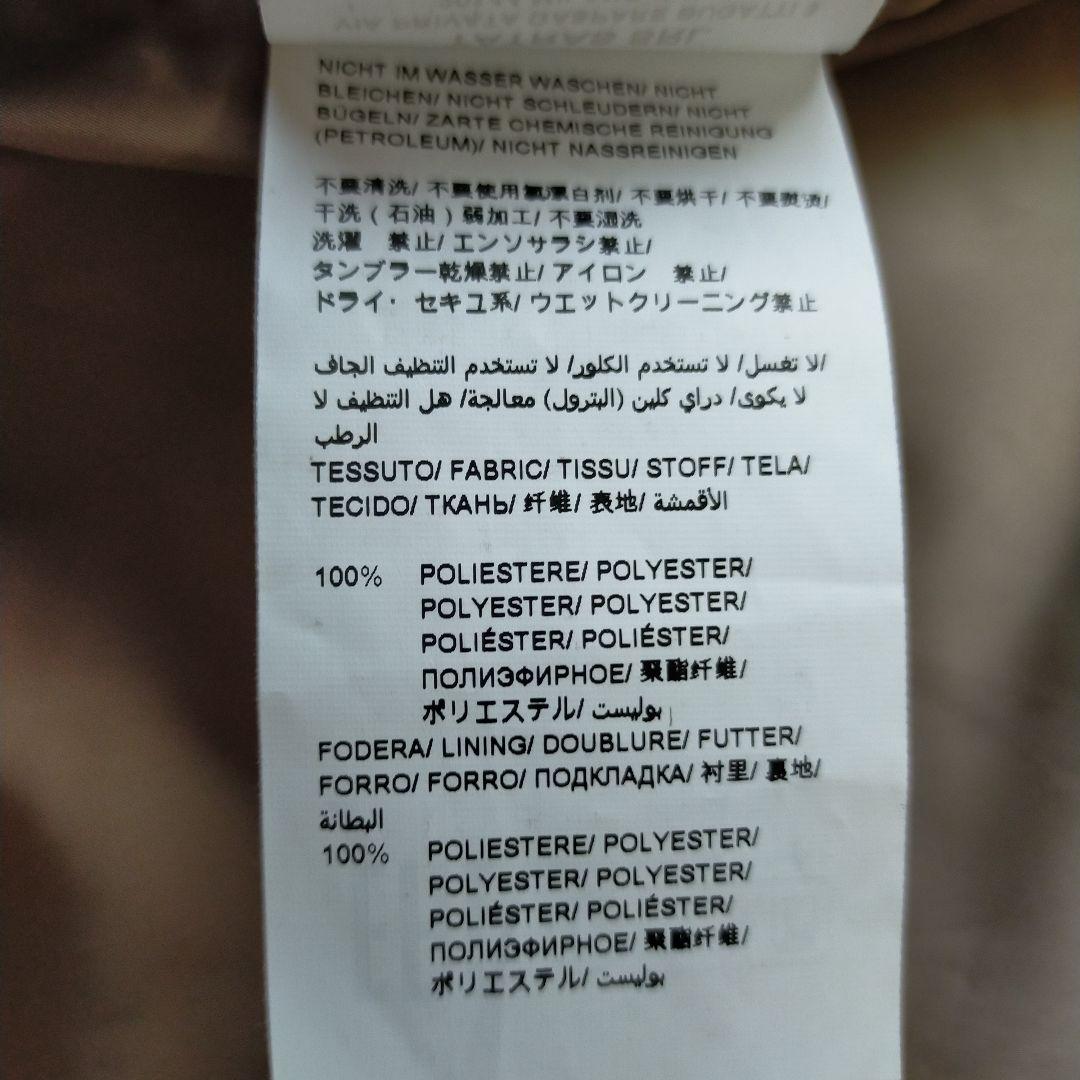 NICHT IM WASSER WASCHEN/ NICHT
BLEICHEN/ NICHT SCHLEUDERN/ NICHT
BÜGELN/ ZARTE CHEMISCHE REINIGUNG
(PETROLEUM)/ NICHT NASSREINIGEN
不要清洗/ 不要使用氯漂白剂/ 不要烘干/ 不要熨烫/
干洗 ( 石油 ) 弱加工/ 不要湿洗
洗濯　禁止/ エンソサラシ禁止/
タンブラー乾燥禁止/ アイロン　禁止/
ドライ・ セキユ系/ ウエットクリーニング禁止
لا تغسل/ لا تستخدم الكلور/ لا تستخدم التنظيف الجاف/
لا يكوى/ دراي كلين (البترول) معالجة/ هل التنظيف لا
الرطب
TESSUTO/ FABRIC/ TISSU/ STOFF/ TELA/
TECIDO/ ТКАНЬ/ 纤维/ 表地/ الأقمشة
100% POLIESTERE/ POLYESTER/
POLYESTER/ POLYESTER/
POLIÉSTER/ POLIÉSTER/
ПОЛИЭФИРНОЕ/ 聚酯纤维/
ポリエステル/ بوليست
FODERA/ LINING/ DOUBLURE/ FUTTER/
FORRO/ FORRO/ ПОДКЛАДКА/ 衬里/ 裏地/
البطانة
100% POLIESTERE/ POLYESTER/
POLYESTER/ POLYESTER/
POLIÉSTER/ POLIÉSTER/
ПОЛИЭФИРНОЕ/ 聚酯纤维/
ポリエステル/ بوليست